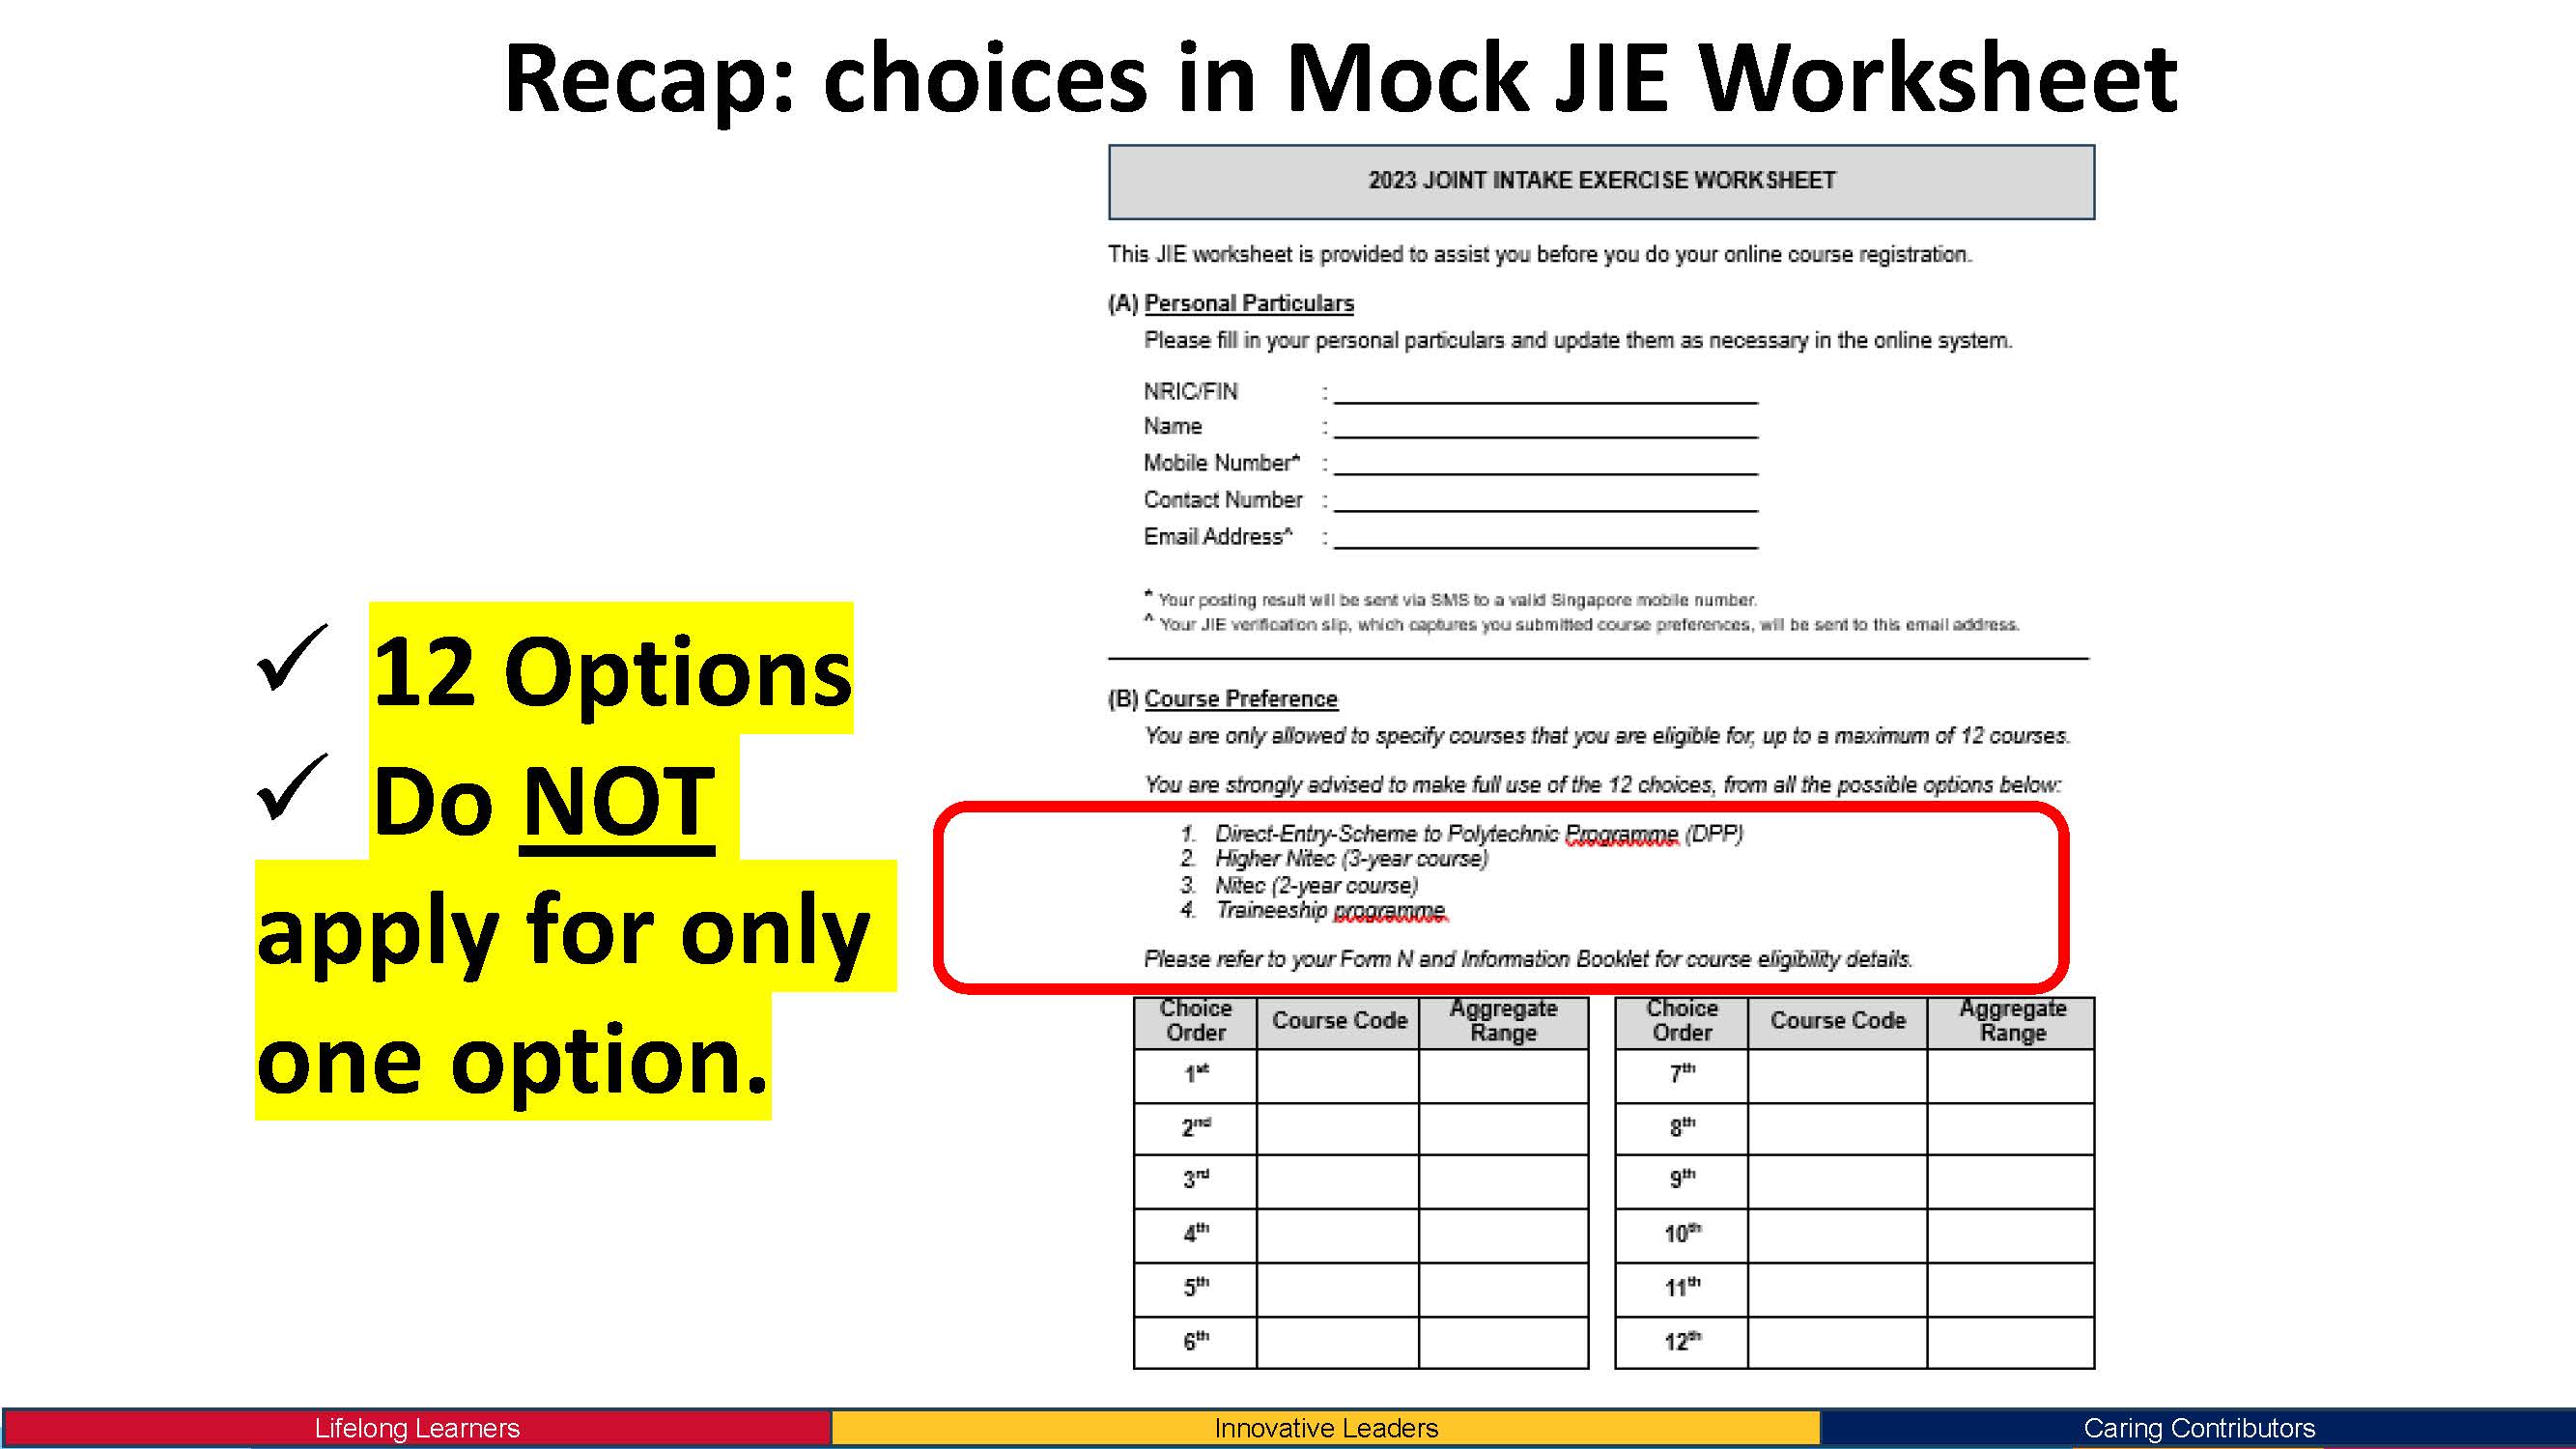 Recap: choices in Mock JIE Worksheet
✓ 12 Options
✓ Do NOT
apply for only
one option.
2023 JOINT INTAKE EXERCISE WORKSHEET
This JIE worksheet is provided to assist you before you do your online course registration.
(A) Personal Particulars
Please fill in your personal particulars and update them as necessary in the online system.
NRIC/FIN :
Name :
Mobile Number* :
Contact Number :
Email Address^ :
* Your posting result will be sent via SMS to a valid Singapore mobile number.
^ Your JIE verification slip, which captures you submitted course preferences, will be sent to this email address.
(B) Course Preference
You are only allowed to specify courses that you are eligible for, up to a maximum of 12 courses.
You are strongly advised to make full use of the 12 choices, from all the possible options below:
1. Direct-Entry-Scheme to Polytechnic Programme (DPP)
2. Higher Nitec (3-year course)
3. Nitec (2-year course)
4. Traineeship programme
Please refer to your Form N and Information Booklet for course eligibility details.
Choice Order Course Code Aggregate Range
1st
2nd
3rd
4th
5th
6th
Choice Order Course Code Aggregate Range
7th
8th
9th
10th
11th
12th
Lifelong Learners
Innovative Leaders
Caring Contributors